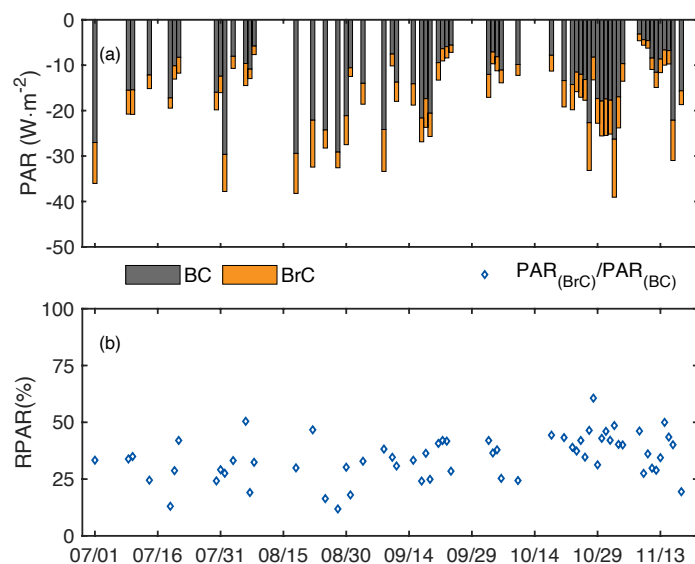 0
-10
-20
-30
-40
-50
PAR (W·m-2)
(a)
BC BrC PAR(BrC)/PAR(BC)
100
75
50
25
0
RPAR(%)
(b)
07/01 07/16 07/31 08/15 08/30 09/14 09/29 10/14 10/29 11/13